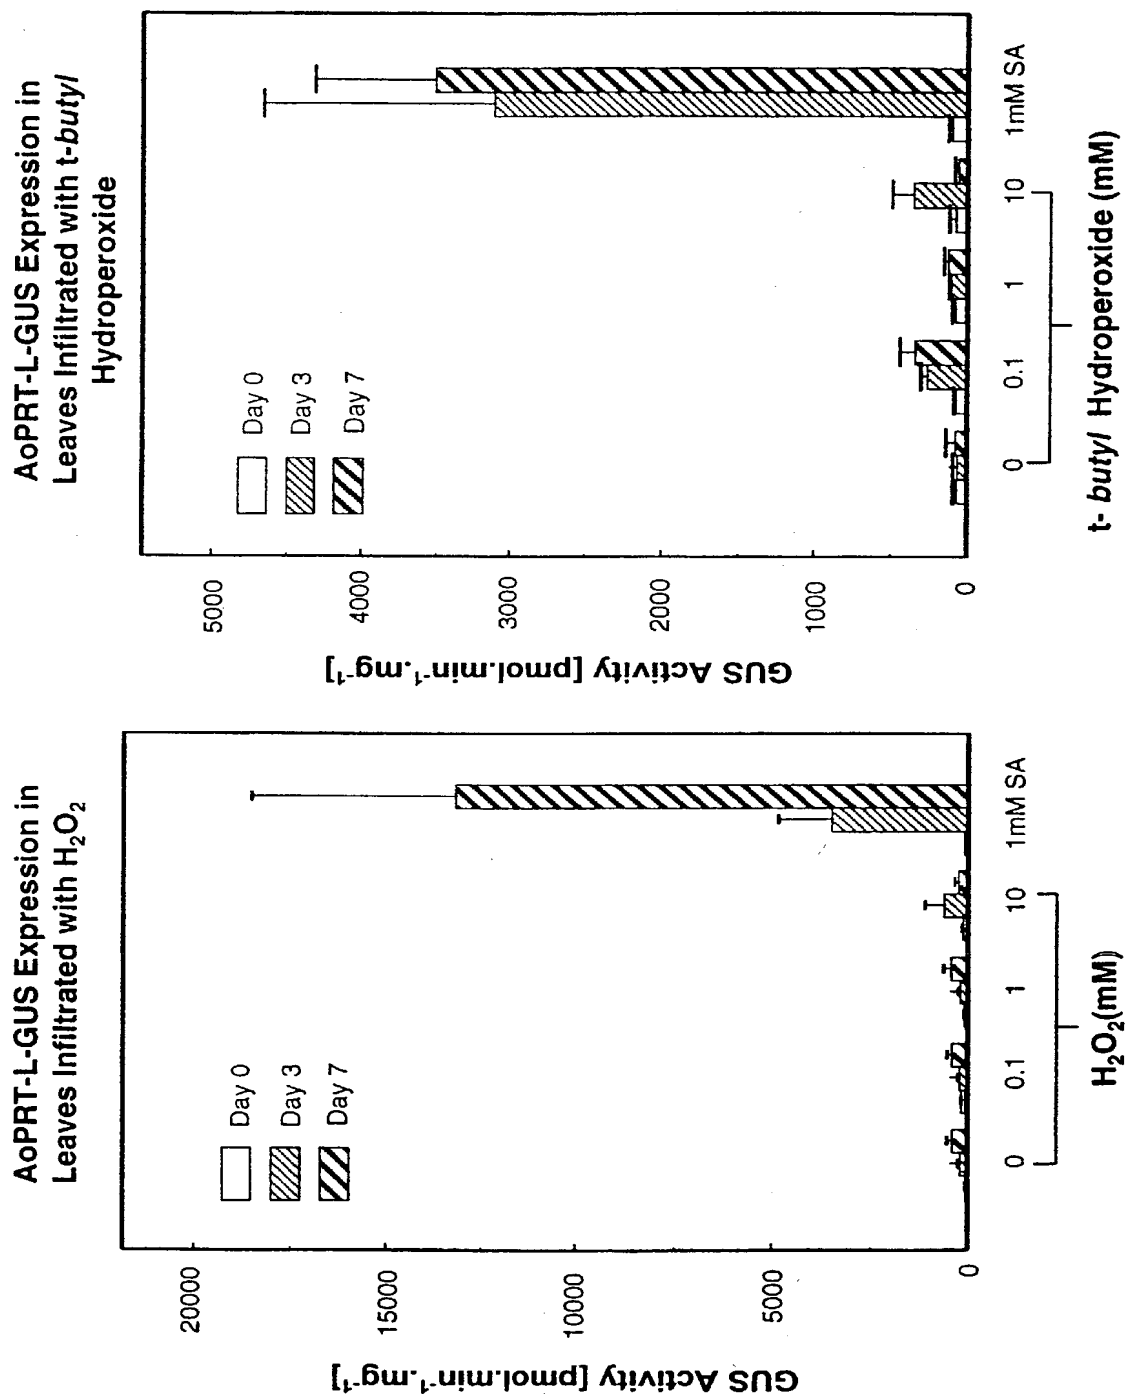 AoPRT-L-GUS Expression in
Leaves Infiltrated with H₂O₂
GUS Activity [pmol.min⁻¹.mg⁻¹]
20000
15000
10000
5000
0
Day 0
Day 3
Day 7
0 0.1 1 10 1mM SA
H₂O₂(mM)
AoPRT-L-GUS Expression in
Leaves Infiltrated with t-butyl
Hydroperoxide
GUS Activity [pmol.min⁻¹.mg⁻¹]
5000
4000
3000
2000
1000
0
Day 0
Day 3
Day 7
0 0.1 1 10 1mM SA
t- butyl Hydroperoxide (mM)